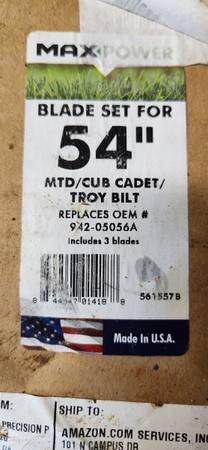 MAXPOWER
BLADE SET FOR
54"
MTD/CUB CADET/
TROY BILT
REPLACES OEM #
942-05056A
Includes 3 blades
561557B
Made in U.S.A.
M:
SHIP TO:
PRECISION P
AMAZON.COM SERVICES, IN
101 N CAMPUS DR